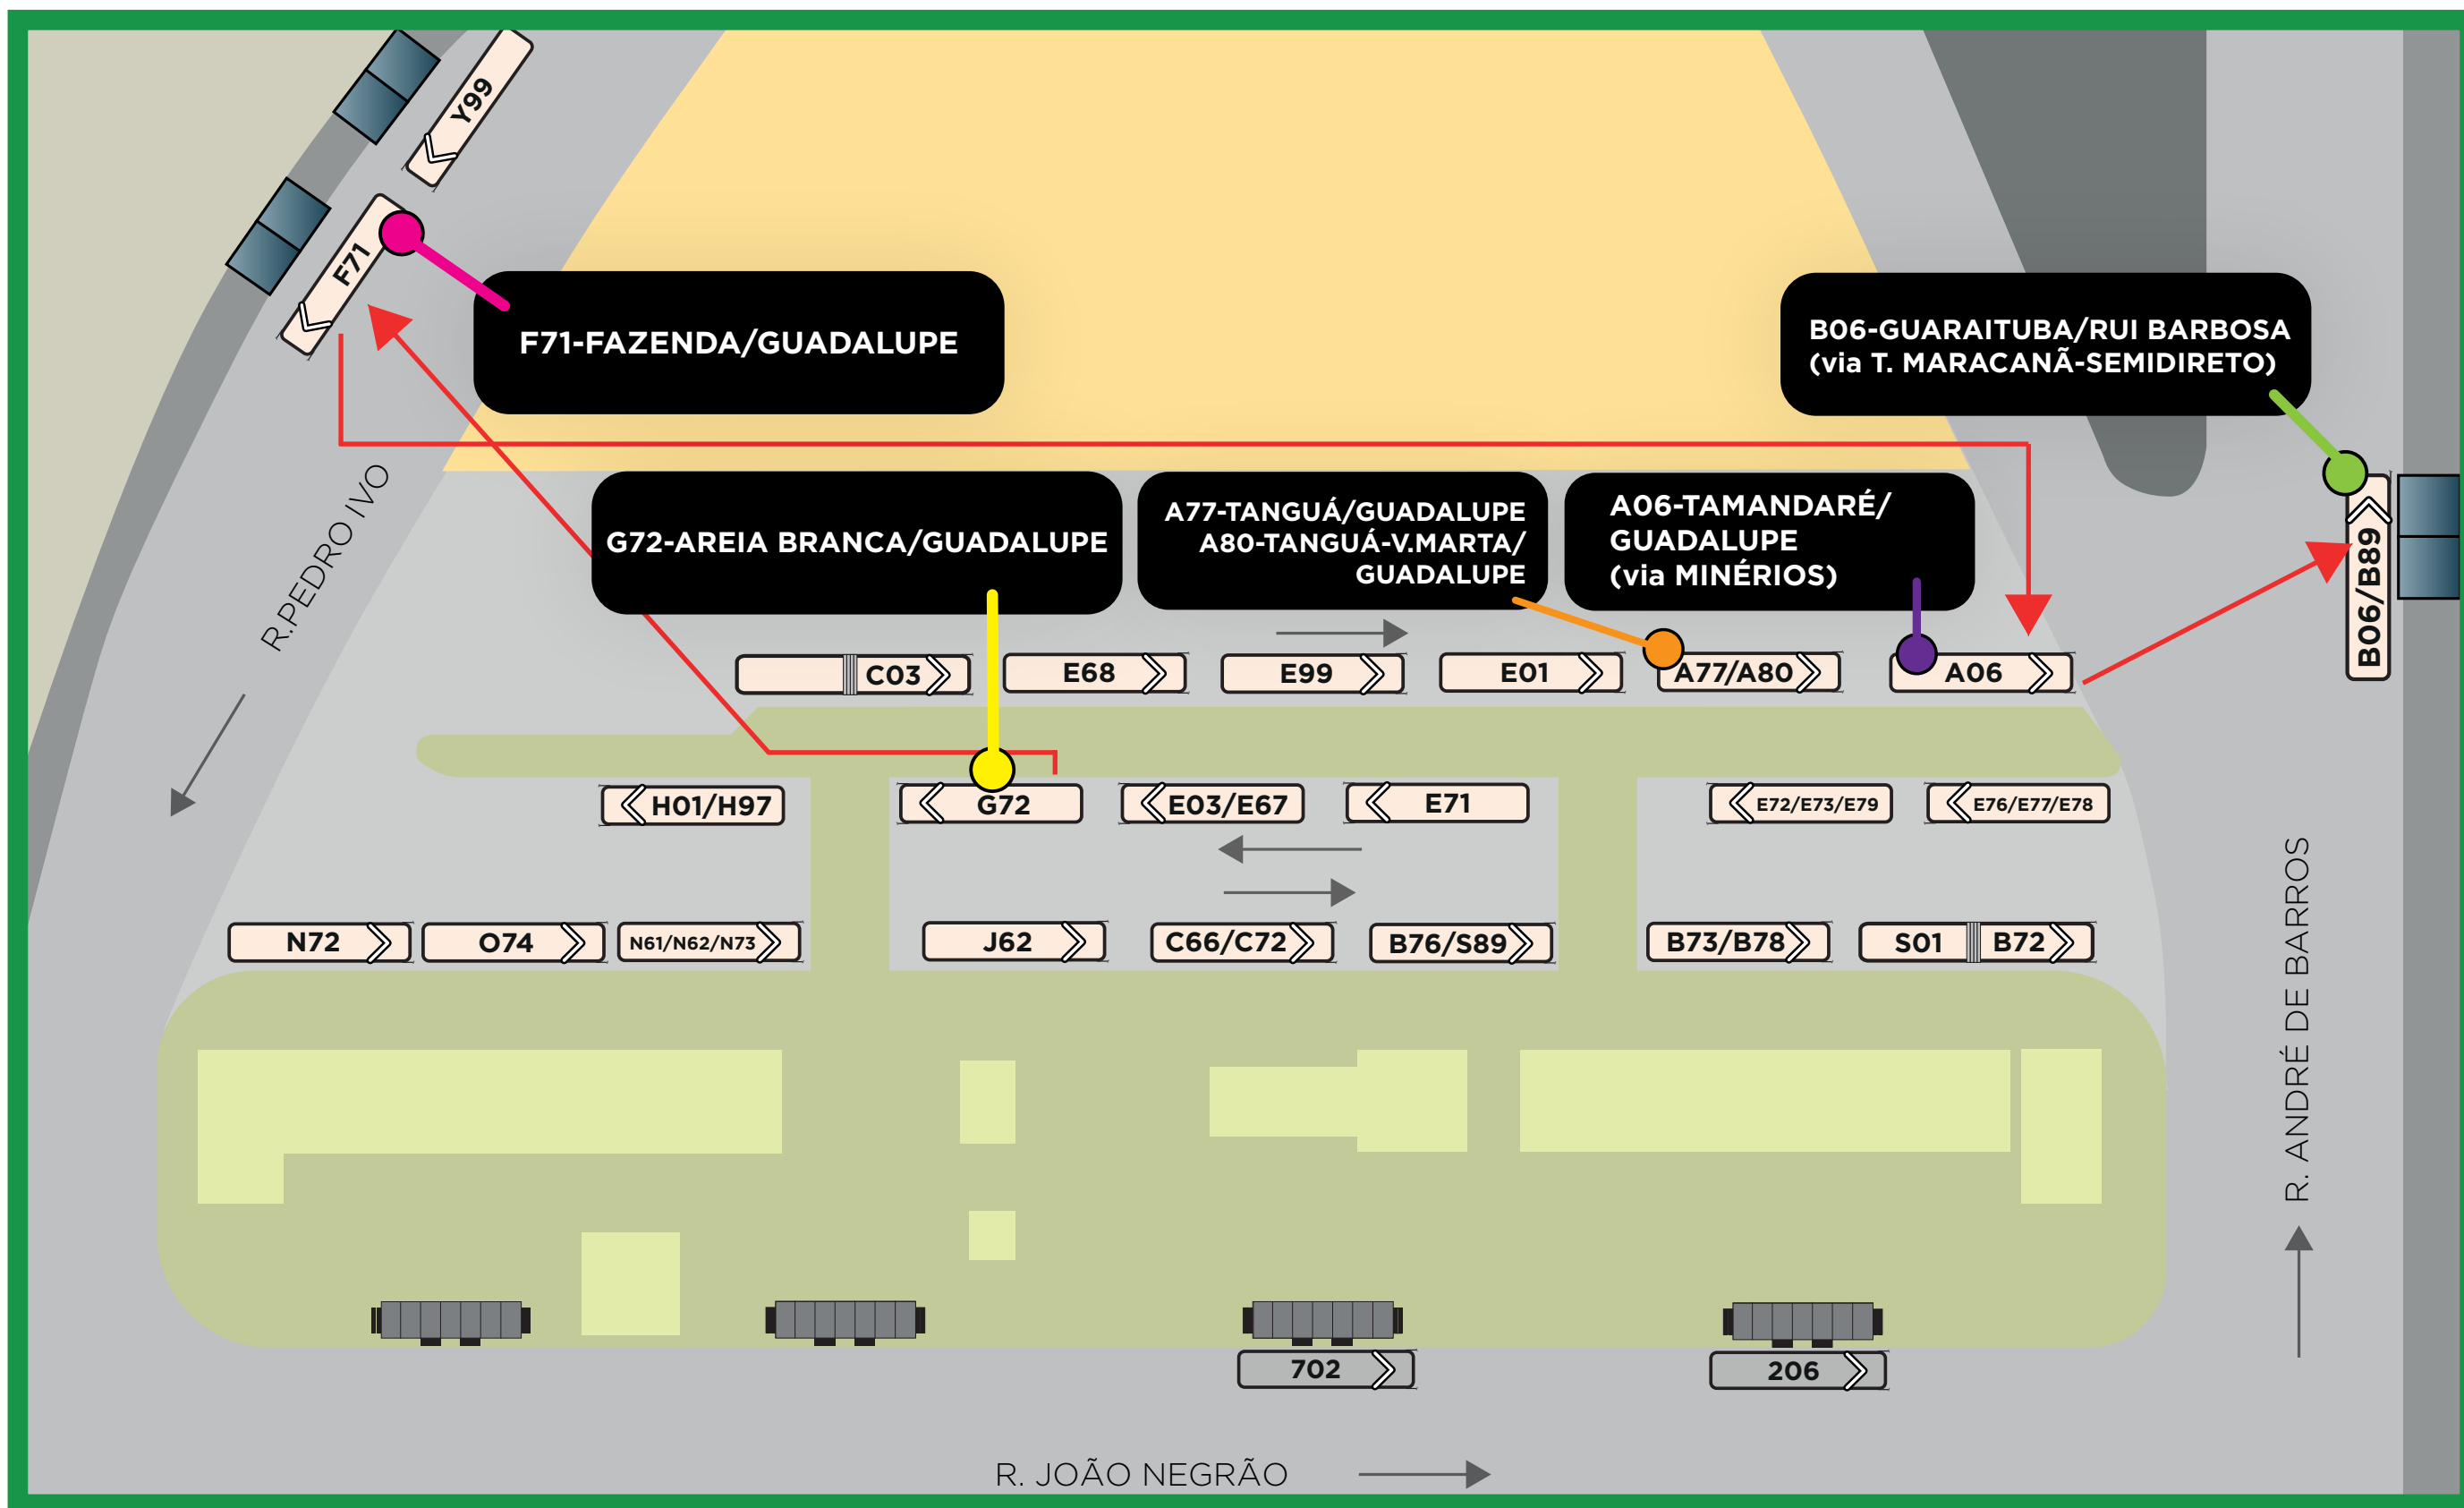 Y99
F71
F71-FAZENDA/GUADALUPE
B06-GUARAITUBA/RUI BARBOSA
(via T. MARACANÃ-SEMIDIRETO)
R.PEDRO IVO
G72-AREIA BRANCA/GUADALUPE
A77-TANGUÁ/GUADALUPE
A80-TANGUÁ-V.MARTA/
GUADALUPE
A06-TAMANDARÉ/
GUADALUPE
(via MINÉRIOS)
B06/B89
C03
E68
E99
E01
A77/A80
A06
H01/H97
G72
E03/E67
E71
E72/E73/E79
E76/E77/E78
N72
O74
N61/N62/N73
J62
C66/C72
B76/S89
B73/B78
S01
B72
R. ANDRÉ DE BARROS
702
206
R. JOÃO NEGRÃO